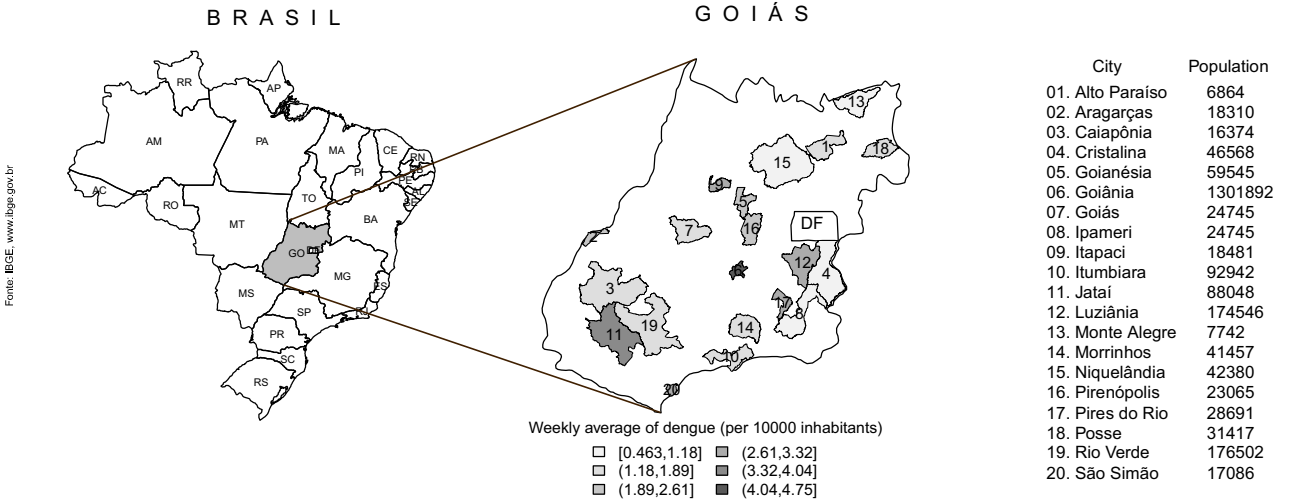 B R A S I L
G O I Á S
Fonte: IBGE, www.ibge.gov.br
RR
AP
AM
PA
MA
CE
RN
PB
PE
AL
SE
PI
AC
RO
TO
MT
BA
GO
DF
MG
ES
MS
SP
RJ
PR
SC
RS
13
1
18
15
9
5
16
7
2
DF
12
4
6
3
17
8
11
19
14
10
20
Weekly average of dengue (per 10000 inhabitants)
[0.463,1.18] (2.61,3.32]
(1.18,1.89] (3.32,4.04]
(1.89,2.61] (4.04,4.75]
City Population
01. Alto Paraíso 6864
02. Aragarças 18310
03. Caiapônia 16374
04. Cristalina 46568
05. Goianésia 59545
06. Goiânia 1301892
07. Goiás 24745
08. Ipameri 24745
09. Itapaci 18481
10. Itumbiara 92942
11. Jataí 88048
12. Luziânia 174546
13. Monte Alegre 7742
14. Morrinhos 41457
15. Niquelândia 42380
16. Pirenópolis 23065
17. Pires do Rio 28691
18. Posse 31417
19. Rio Verde 176502
20. São Simão 17086